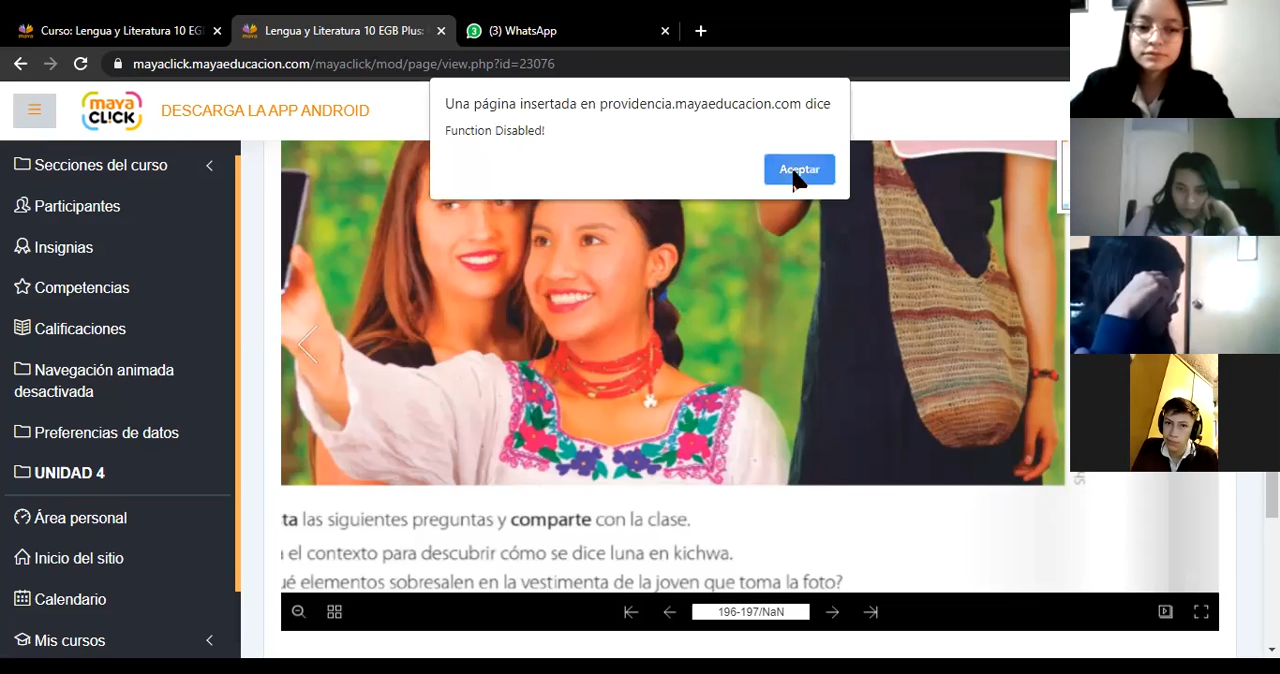 Curso: Lengua y Literatura 10 EG
Lengua y Literatura 10 EGB Plus:
3
(3) WhatsApp
mayaclick.mayaeducacion.com/mayaclick/mod/page/view.php?id=23076
maya
CL!CK
DESCARGA LA APP ANDROID
Una página insertada en providencia.mayaeducacion.com dice
Function Disabled!
Aceptar
Secciones del curso
Participantes
Insignias
Competencias
Calificaciones
Navegación animada
desactivada
Preferencias de datos
UNIDAD 4
Área personal
Inicio del sitio
Calendario
Mis cursos
ta las siguientes preguntas y comparte con la clase.
el contexto para descubrir cómo se dice luna en kichwa.
ué elementos sobresalen en la vestimenta de la joven que toma la foto?
196-197/NaN